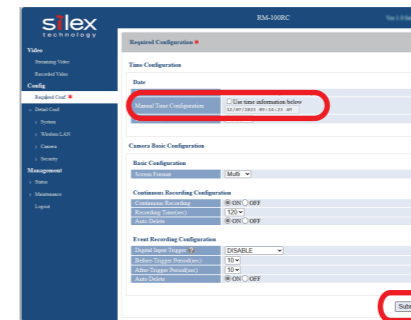 silex
technology
RM-100RC
Video
Streaming Video
Recorded Video
Config
Required Conf.
Detail Conf.
System
Wireless LAN
Camera
Security
Management
Status
Maintenance
Logout
Required Configuration
Time Configuration
Date
Manual Time Configuration
Use time information below
Camera Basic Configuration
Basic Configuration
Screen Format Multi
Continuous Recording Configuration
Continuous Recording ON OFF
Recording Time(sec) 120
Auto Delete ON OFF
Event Recording Configuration
Digital Input Trigger ? DISABLE
Before-Trigger Period(sec) 10
After-Trigger Period(sec) 10
Auto Delete ON OFF